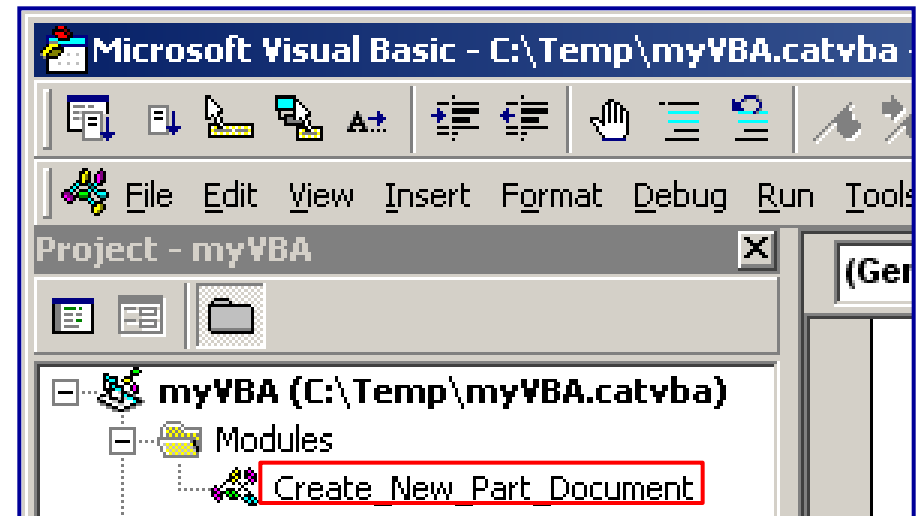 Microsoft Visual Basic - C:\Temp\myVBA.catvba -
File Edit View Insert Format Debug Run Tools
Project - myVBA
(Ger
myVBA (C:\Temp\myVBA.catvba)
Modules
Create_New_Part_Document